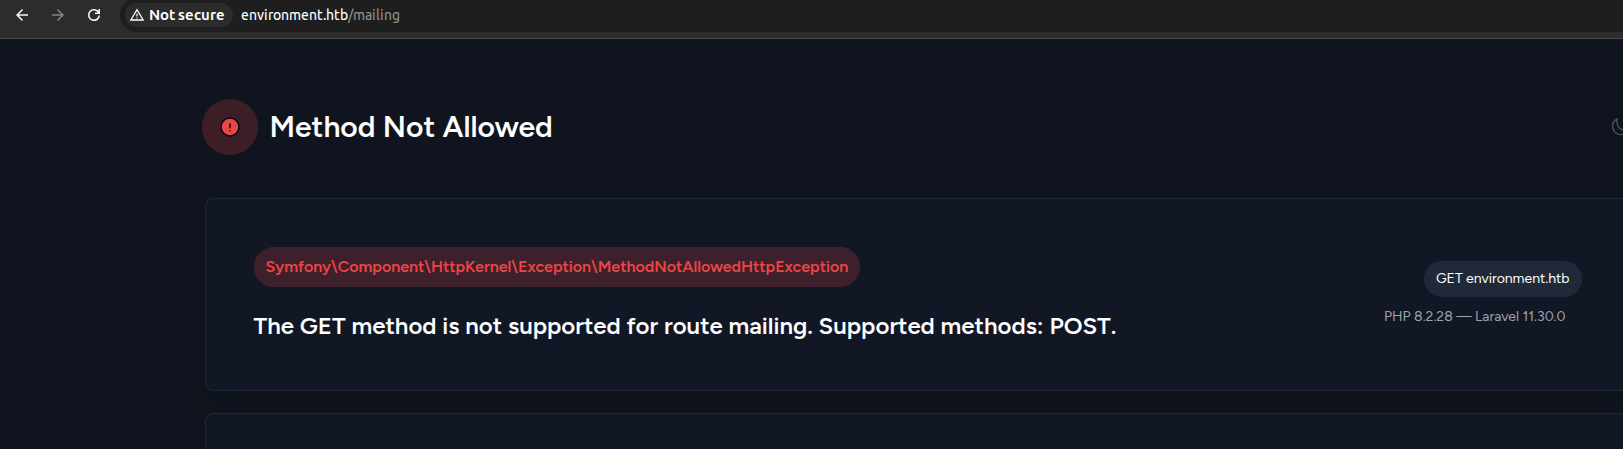 Not secure environment.htb/mailing
Method Not Allowed
Symfony\Component\HttpKernel\Exception\MethodNotAllowedHttpException
GET environment.htb
The GET method is not supported for route mailing. Supported methods: POST.
PHP 8.2.28 — Laravel 11.30.0